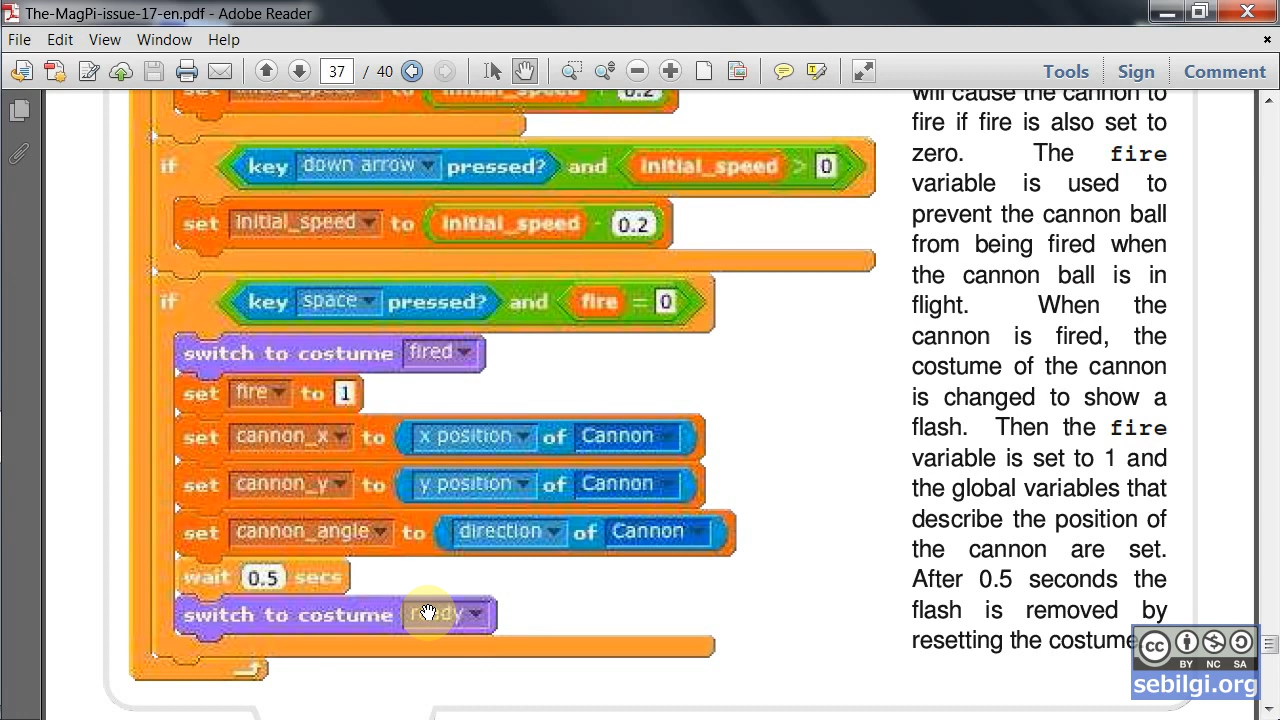 The-MagPi-issue-17-en.pdf - Adobe Reader
File Edit View Window Help
37 / 40
Tools Sign Comment
set initial_speed to initial_speed + 0.2
if key down arrow pressed? and initial_speed > 0
set initial_speed to initial_speed - 0.2
if key space pressed? and fire = 0
switch to costume fired
set fire to 1
set cannon_x to x position of Cannon
set cannon_y to y position of Cannon
set cannon_angle to direction of Cannon
wait 0.5 secs
switch to costume ready
will cause the cannon to
fire if fire is also set to
zero. The fire
variable is used to
prevent the cannon ball
from being fired when
the cannon ball is in
flight. When the
cannon is fired, the
costume of the cannon
is changed to show a
flash. Then the fire
variable is set to 1 and
the global variables that
describe the position of
the cannon are set.
After 0.5 seconds the
flash is removed by
resetting the costume
cc BY NC SA
sebilgi.org